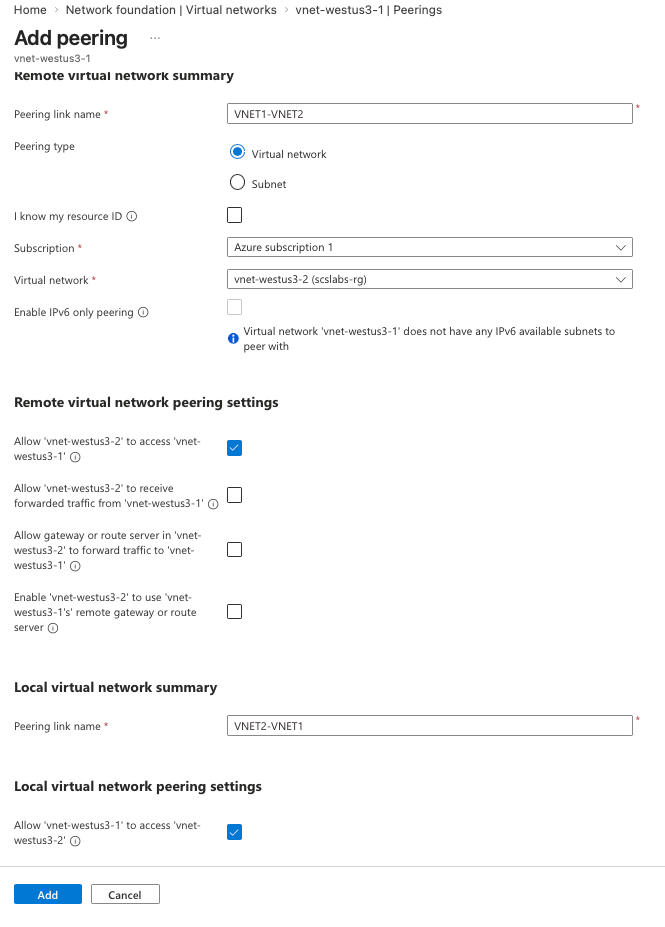 Home > Network foundation | Virtual networks > vnet-westus3-1 | Peerings
Add peering ...
vnet-westus3-1
Remote virtual network summary
Peering link name * VNET1-VNET2 *
Peering type
Virtual network
Subnet
I know my resource ID
Subscription * Azure subscription 1
Virtual network * vnet-westus3-2 (scslabs-rg)
Enable IPv6 only peering
Virtual network 'vnet-westus3-1' does not have any IPv6 available subnets to
peer with
Remote virtual network peering settings
Allow 'vnet-westus3-2' to access 'vnet-
westus3-1'
Allow 'vnet-westus3-2' to receive
forwarded traffic from 'vnet-westus3-1'
Allow gateway or route server in 'vnet-
westus3-2' to forward traffic to 'vnet-
westus3-1'
Enable 'vnet-westus3-2' to use 'vnet-
westus3-1's' remote gateway or route
server
Local virtual network summary
Peering link name * VNET2-VNET1 *
Local virtual network peering settings
Allow 'vnet-westus3-1' to access 'vnet-
westus3-2'
Add Cancel